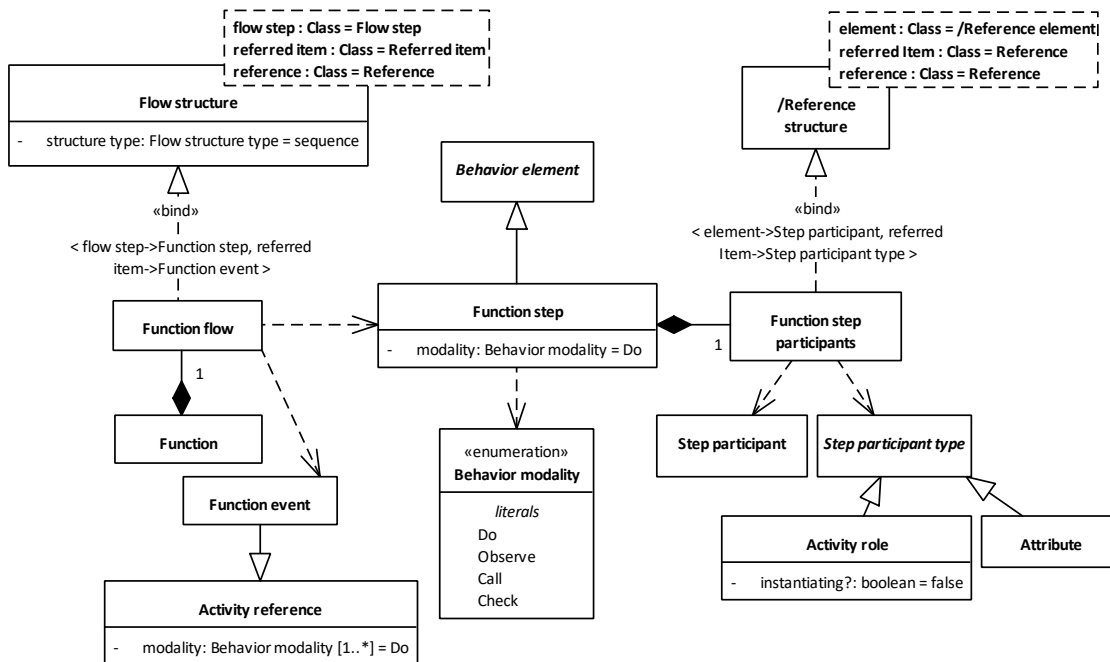 flow step : Class = Flow step
referred item : Class = Referred item
reference : Class = Reference
Flow structure
- structure type: Flow structure type = sequence
element : Class = /Reference element
referred Item : Class = Reference
reference : Class = Reference
/Reference
structure
Behavior element
«bind»
< flow step->Function step, referred
item->Function event >
«bind»
< element->Step participant, referred
Item->Step participant type >
Function flow
Function step
- modality: Behavior modality = Do
1
Function step
participants
1
Function
Step participant
Step participant type
«enumeration»
Behavior modality
literals
Do
Observe
Call
Check
Function event
Activity role
- instantiating?: boolean = false
Attribute
Activity reference
- modality: Behavior modality [1..*] = Do